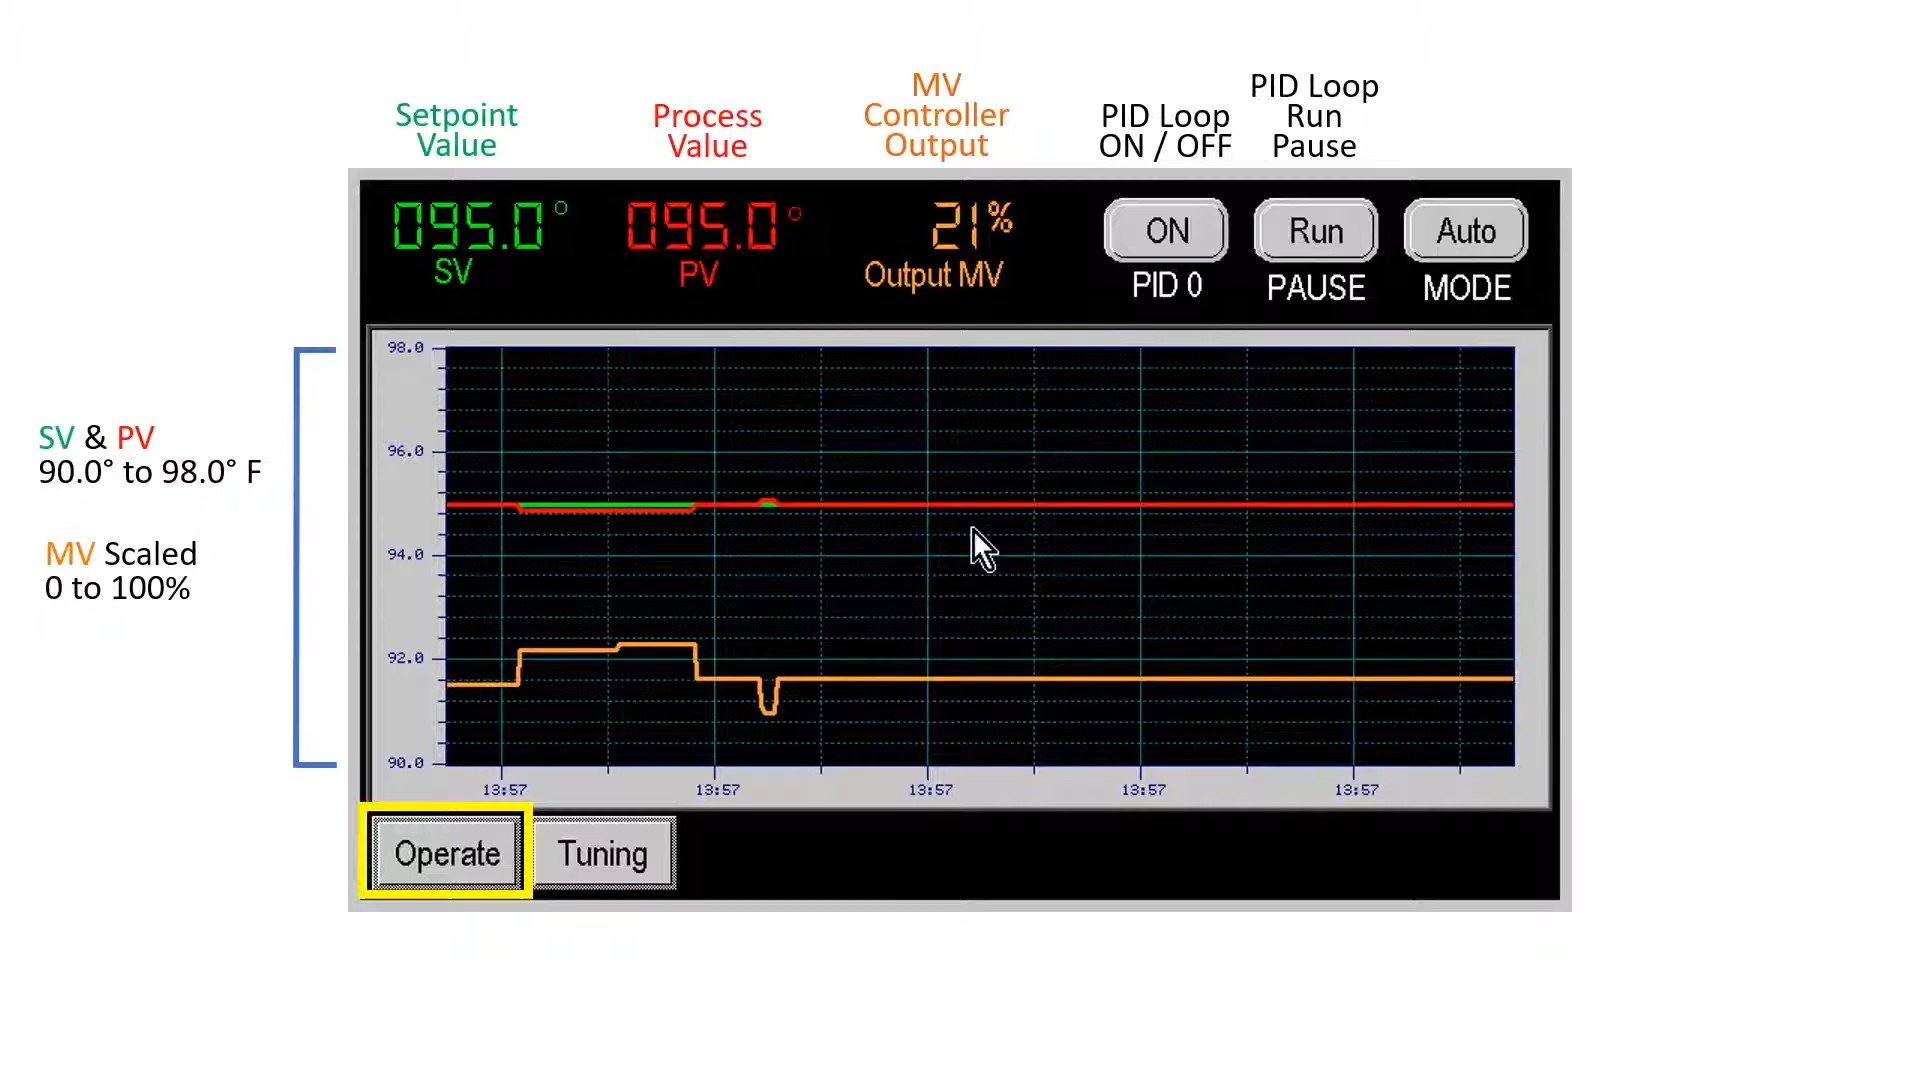 MV
PID Loop
Setpoint
Process
Controller
PID Loop
Run
Value
Value
Output
ON / OFF
Pause
095.0°
095.0°
21%
ON
Run
Auto
SV
PV
Output MV
PID 0
PAUSE
MODE
98.0
SV & PV
96.0
90.0° to 98.0° F
MV Scaled
94.0
0 to 100%
92.0
90.0
13:57
13:57
13:57
13:57
13:57
Operate
Tuning